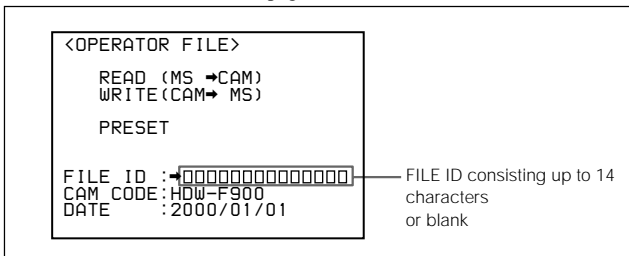 <OPERATOR FILE>
READ (MS ➡CAM)
WRITE(CAM➡ MS)
PRESET
FILE ID :➡□□□□□□□□□□□□□□
CAM CODE:HDW-F900
DATE :2000/01/01
FILE ID consisting up to 14
characters
or blank